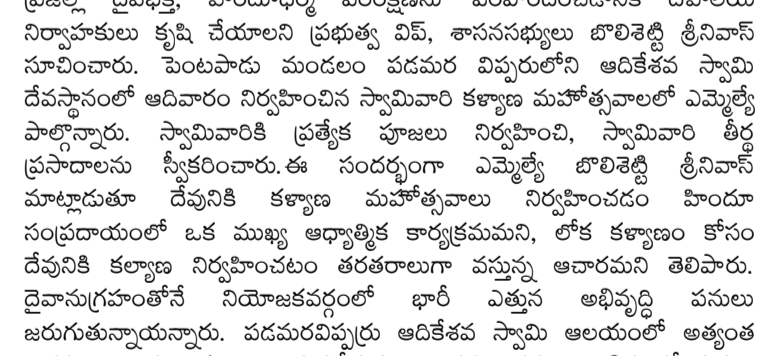 నిర్వాహకులు కృషి చేయాలని ప్రభుత్వ విప్, శాసనసభ్యులు బొలిశెట్టి శ్రీనివాస్
సూచించారు. పెంటపాడు మండలం పడమర విప్పరులోని ఆదికేశవ స్వామి
దేవస్థానంలో ఆదివారం నిర్వహించిన స్వామివారి కళ్యాణ మహోత్సవాలలో ఎమ్మెల్యే
పాల్గొన్నారు. స్వామివారికి ప్రత్యేక పూజలు నిర్వహించి, స్వామివారి తీర్థ
ప్రసాదాలను స్వీకరించారు.ఈ సందర్భంగా ఎమ్మెల్యే బొలిశెట్టి శ్రీనివాస్
మాట్లాడుతూ దేవునికి కళ్యాణ మహోత్సవాలు నిర్వహించడం హిందూ
సంప్రదాయంలో ఒక ముఖ్య ఆధ్యాత్మిక కార్యక్రమమని, లోక కళ్యాణం కోసం
దేవునికి కల్యాణ నిర్వహించటం తరతరాలుగా వస్తున్న ఆచారమని తెలిపారు.
దైవానుగ్రహంతోనే నియోజకవర్గంలో భారీ ఎత్తున అభివృద్ధి పనులు
జరుగుతున్నాయన్నారు. పడమరవిప్పర్రు ఆదికేశవ స్వామి ఆలయంలో అత్యంత